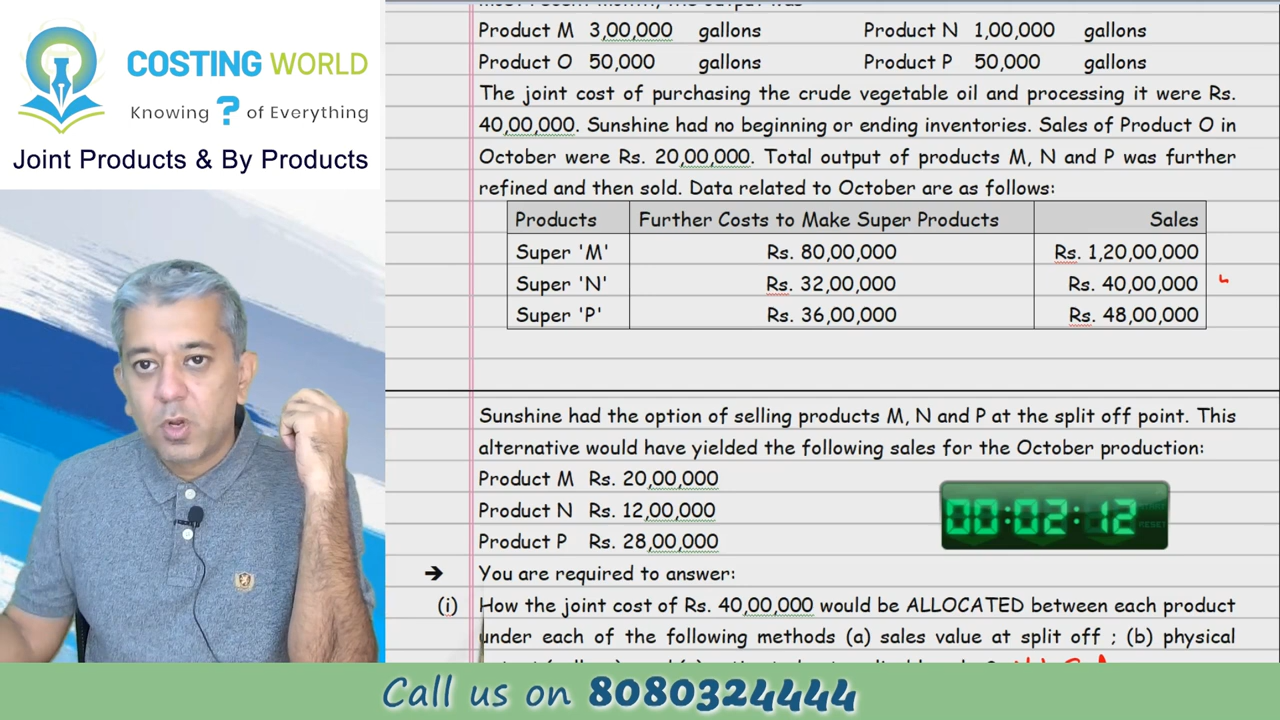 COSTING WORLD
Knowing ? of Everything
Joint Products & By Products
most recent month, the output was
Product M 3,00,000 gallons Product N 1,00,000 gallons
Product O 50,000 gallons Product P 50,000 gallons
The joint cost of purchasing the crude vegetable oil and processing it were Rs.
40,00,000. Sunshine had no beginning or ending inventories. Sales of Product O in
October were Rs. 20,00,000. Total output of products M, N and P was further
refined and then sold. Data related to October are as follows:
Products Further Costs to Make Super Products Sales
Super 'M' Rs. 80,00,000 Rs. 1,20,00,000
Super 'N' Rs. 32,00,000 Rs. 40,00,000
Super 'P' Rs. 36,00,000 Rs. 48,00,000
Sunshine had the option of selling products M, N and P at the split off point. This
alternative would have yielded the following sales for the October production:
Product M Rs. 20,00,000
Product N Rs. 12,00,000
Product P Rs. 28,00,000
00:02:12
RESET
➔ You are required to answer:
(i) How the joint cost of Rs. 40,00,000 would be ALLOCATED between each product
under each of the following methods (a) sales value at split off ; (b) physical
Call us on 8080324444